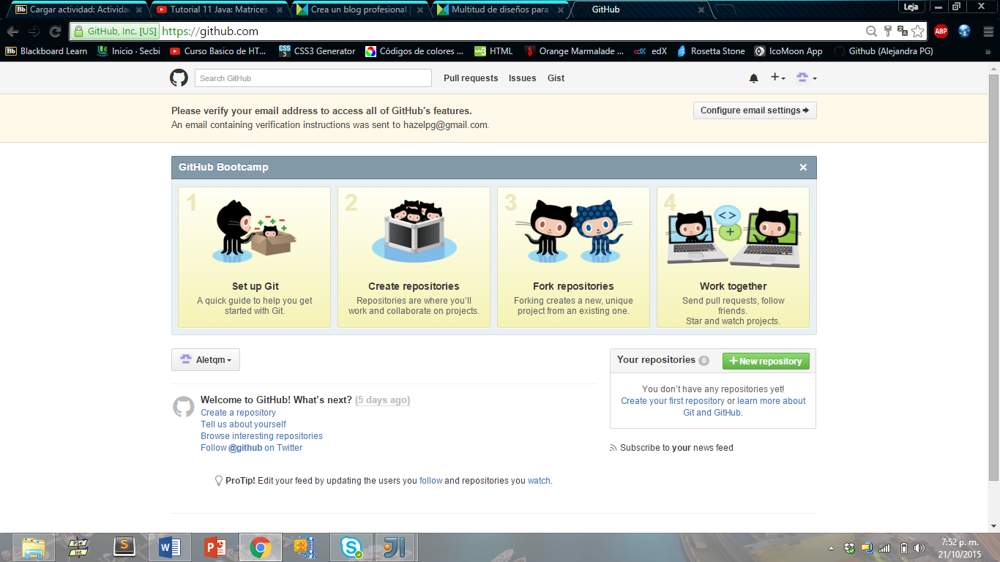 Bb Cargar actividad: Actividad
Tutorial 11 Java: Matrices
Crea un blog profesional
Multitud de diseños para
GitHub
Leja
GitHub, Inc. [US] https://github.com
ABP
Bb Blackboard Learn
Inicio · Secbi
Curso Basico de HT...
CSS 3 CSS3 Generator
Códigos de colores ...
w3 HTML
Orange Marmalade ...
edX edX
Rosetta Stone
IcoMoon App
Github (Alejandra PG)
»
Search GitHub
Pull requests Issues Gist
Please verify your email address to access all of GitHub's features.
An email containing verification instructions was sent to hazelpg@gmail.com.
Configure email settings
GitHub Bootcamp
1
Set up Git
A quick guide to help you get
started with Git.
2
Create repositories
Repositories are where you’ll
work and collaborate on projects.
3
Fork repositories
Forking creates a new, unique
project from an existing one.
4
<> +
Work together
Send pull requests, follow
friends.
Star and watch projects.
Aletqm
Your repositories 0
+ New repository
You don’t have any repositories yet!
Create your first repository or learn more about
Git and GitHub.
Welcome to GitHub! What’s next? (5 days ago)
Create a repository
Tell us about yourself
Browse interesting repositories
Follow @github on Twitter
Subscribe to your news feed
ProTip! Edit your feed by updating the users you follow and repositories you watch.
PSe
Int
S
W
P
S
JI
7:52 p. m.
21/10/2015